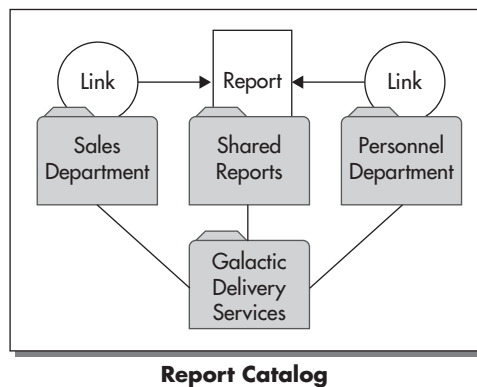 Link
Report
Link
Sales
Department
Shared
Reports
Personnel
Department
Galactic
Delivery
Services
Report Catalog